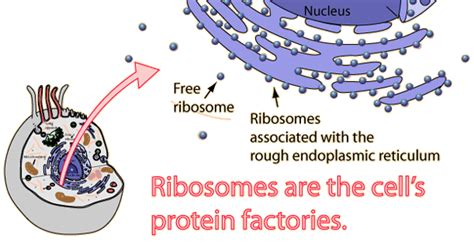 Nucleus
Free
ribosome
Ribosomes
associated with the
rough endoplasmic reticulum
Ribosomes are the cell's
protein factories.